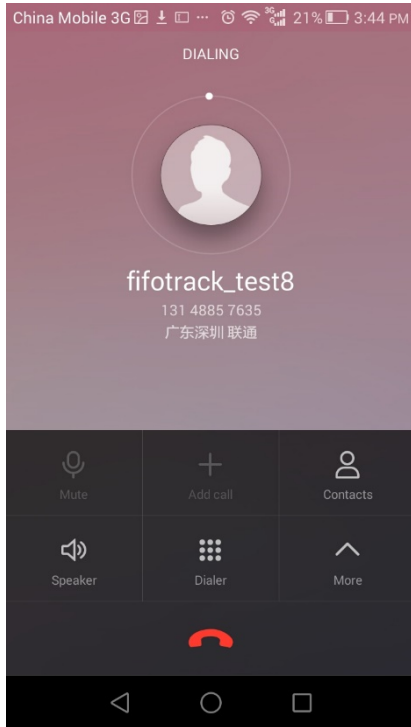 China Mobile 3G ... 3G G 21% 3:44 PM
DIALING
fifotrack_test8
131 4885 7635
广东深圳 联通
Mute
Add call
Contacts
Speaker
Dialer
More